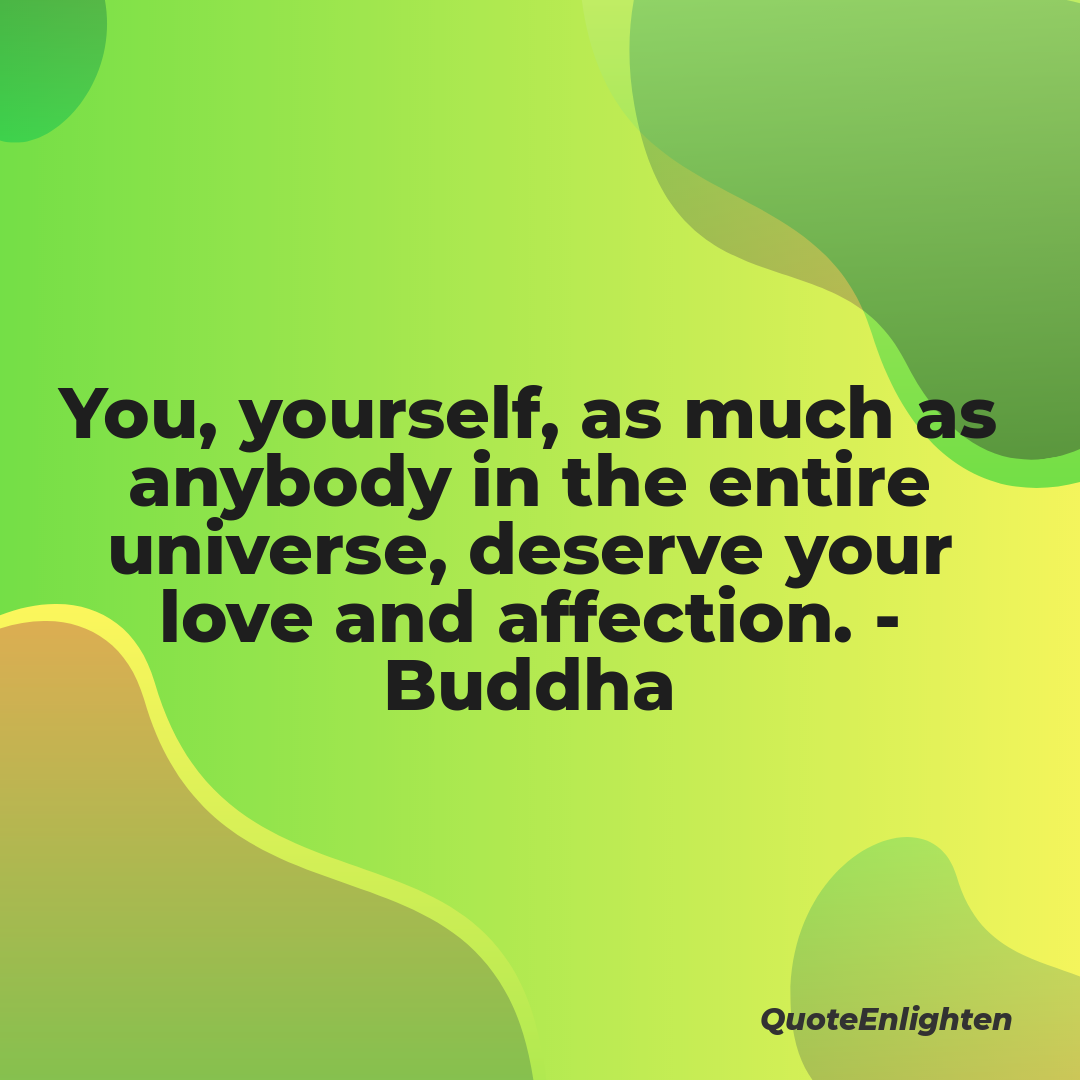 You, yourself, as much as
anybody in the entire
universe, deserve your
love and affection. -
Buddha
QuoteEnlighten